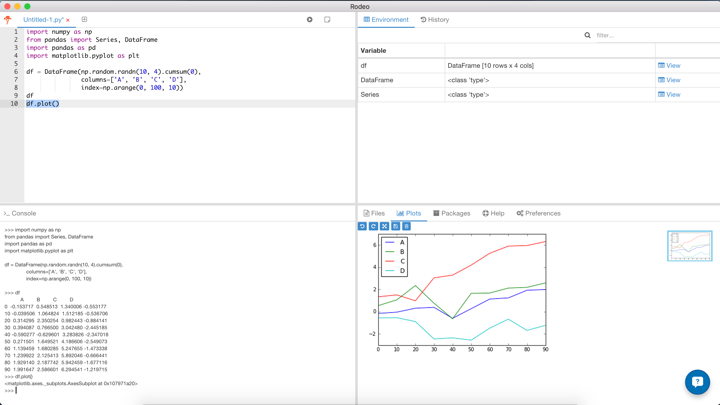 Rodeo
Untitled-1.py*
1 import numpy as np
2 from pandas import Series, DataFrame
3 import pandas as pd
4 import matplotlib.pyplot as plt
5
6 df = DataFrame(np.random.randn(10, 4).cumsum(0),
7 columns=['A', 'B', 'C', 'D'],
8 index=np.arange(0, 100, 10))
9 df
10 df.plot()
Environment History
filter...
Variable
df DataFrame [10 rows x 4 cols] View
DataFrame <class 'type'> View
Series <class 'type'> View
>_ Console
>>> import numpy as np
from pandas import Series, DataFrame
import pandas as pd
import matplotlib.pyplot as plt
df = DataFrame(np.random.randn(10, 4).cumsum(0),
columns=['A', 'B', 'C', 'D'],
index=np.arange(0, 100, 10))
>>> df
A B C D
0 -0.153717 0.548613 1.340006 -0.553177
10 -0.039506 1.064824 1.512185 -0.536706
20 0.314295 2.350254 0.982443 -0.884141
30 0.394087 0.766500 3.042480 -2.445185
40 -0.590277 -0.629601 3.283826 -2.347018
50 0.271501 1.649521 4.186606 -2.549073
60 1.139459 1.680285 5.247655 -1.473338
70 1.239922 2.125413 5.892046 -0.666441
80 1.929140 2.187742 5.942459 -1.677116
90 1.991647 2.586601 6.294541 -1.219715
>>> df.plot()
<matplotlib.axes._subplots.AxesSubplot at 0x107971a20>
>>>
Files Plots Packages Help Preferences
A
B
C
D
6
4
2
0
−2
0 10 20 30 40 50 60 70 80 90
?